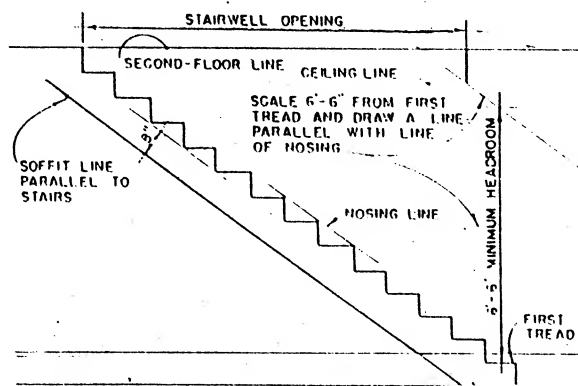 STAIRWELL OPENING
SECOND-FLOOR LINE
CEILING LINE
SCALE 6'-6" FROM FIRST
TREAD AND DRAW A LINE
PARALLEL WITH LINE
OF NOSING
9"
SOFFIT LINE
PARALLEL TO
STAIRS
NOSING LINE
6'-6" MINIMUM HEADROOM
FIRST
TREAD